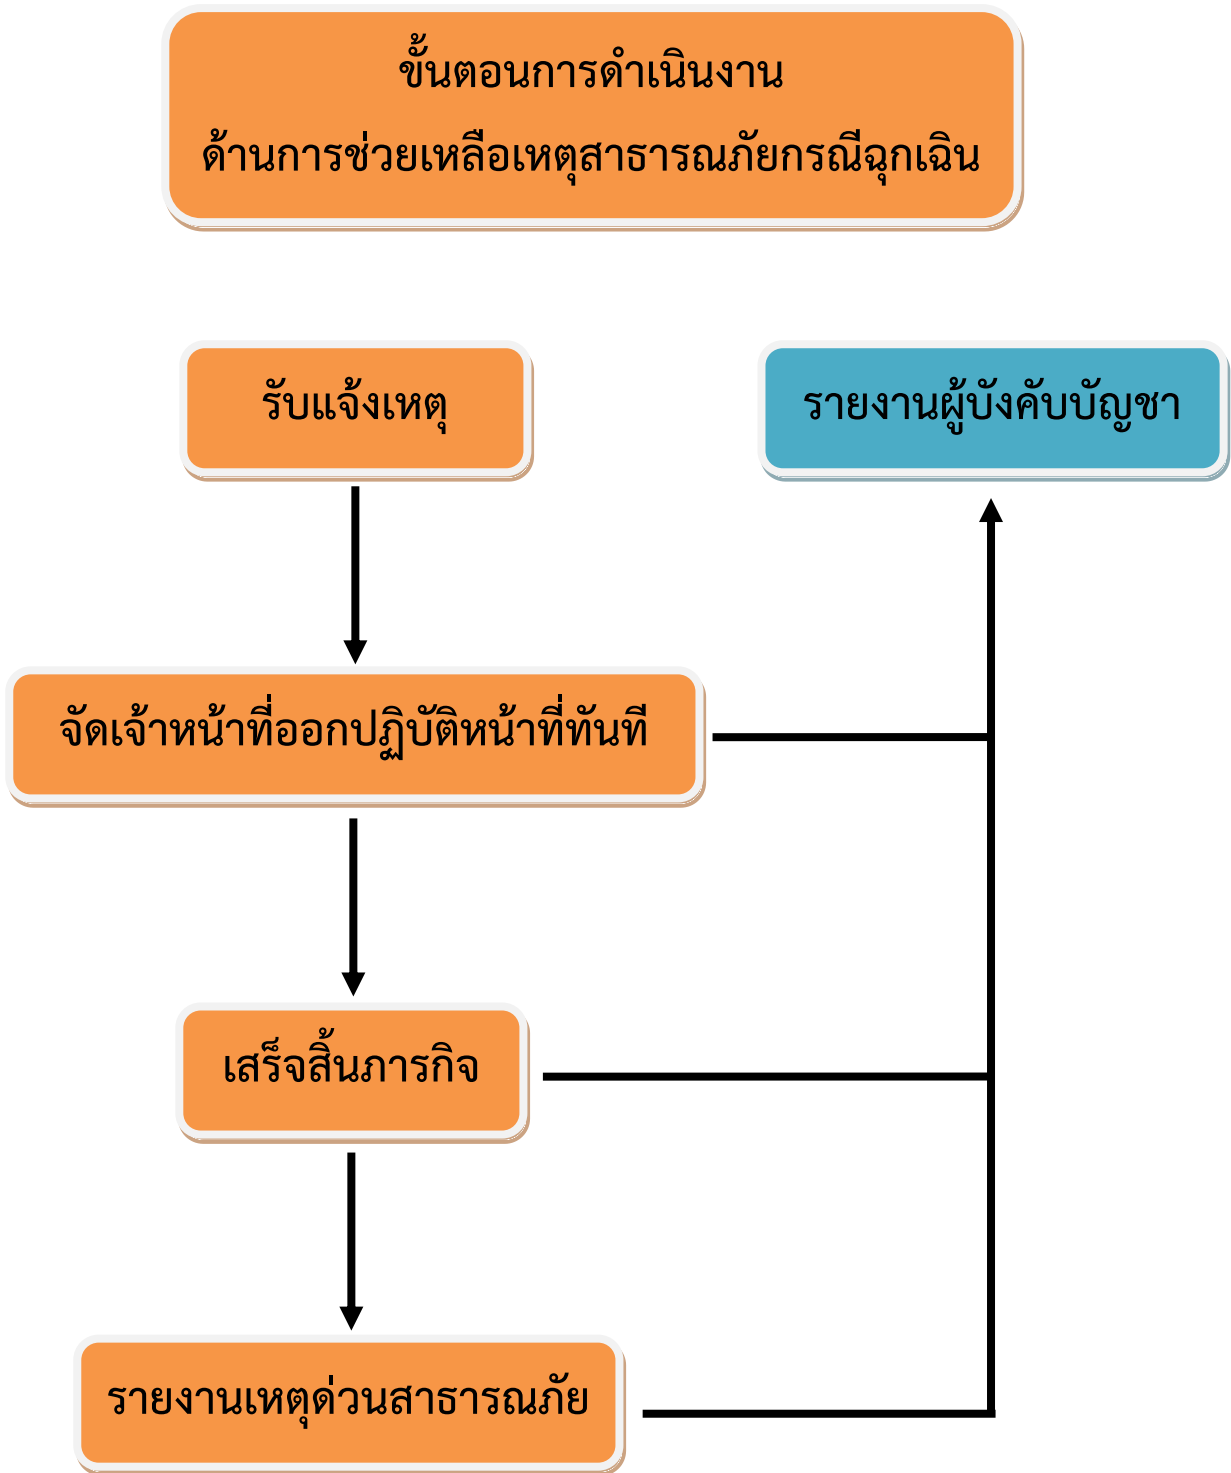 ขั้นตอนการดำเนินงาน
ด้านการช่วยเหลือเหตุสาธารณภัยกรณีฉุกเฉิน
รับแจ้งเหตุ
รายงานผู้บังคับบัญชา
จัดเจ้าหน้าที่ออกปฏิบัติหน้าที่ทันที
เสร็จสิ้นภารกิจ
รายงานเหตุด่วนสาธารณภัย